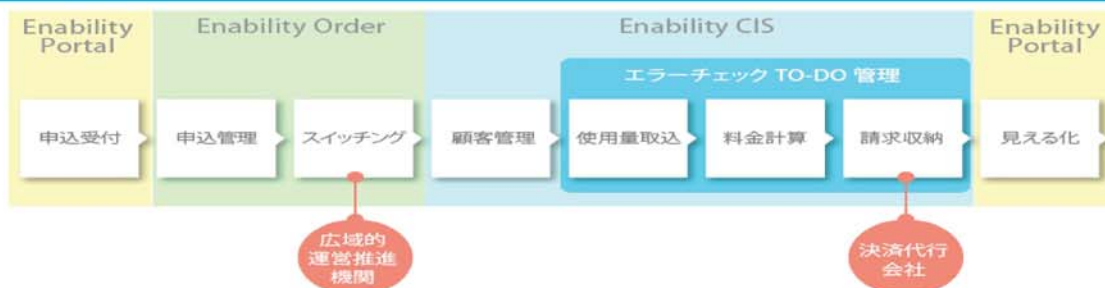 Enability
Portal
Enability Order
Enability CIS
Enability
Portal
エラーチェック TO-DO 管理
申込受付
申込管理
スイッチング
顧客管理
使用量取込
料金計算
請求収納
見える化
広域的
運営推進
機関
決済代行
会社